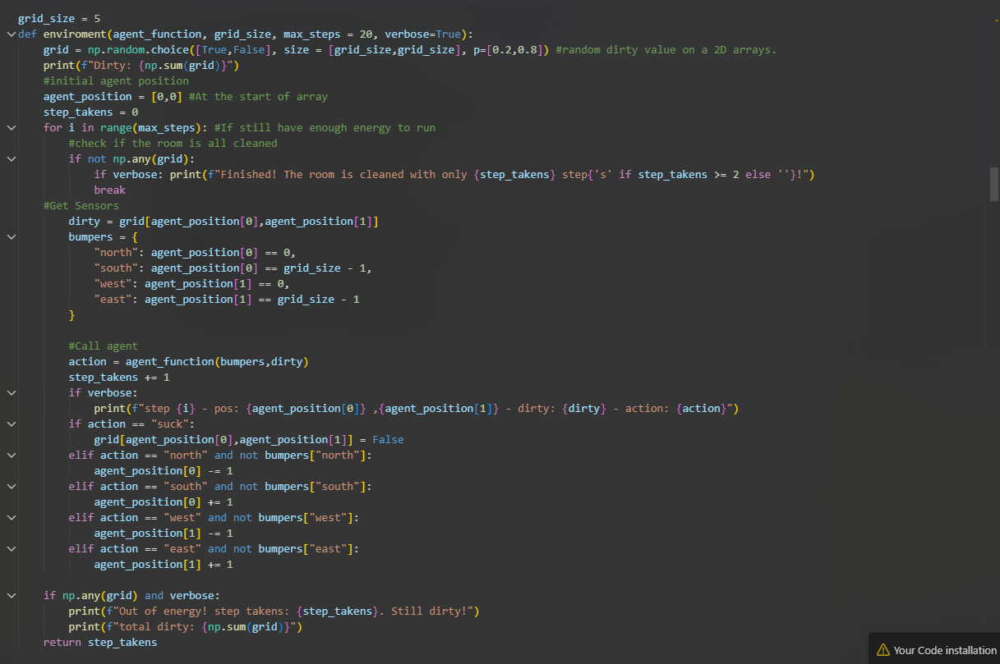 grid_size = 5
def enviroment(agent_function, grid_size, max_steps = 20, verbose=True):
    grid = np.random.choice([True,False], size = [grid_size,grid_size], p=[0.2,0.8]) #random dirty value on a 2D arrays.
    print(f"Dirty: {np.sum(grid)}")
    #initial agent position
    agent_position = [0,0] #At the start of array
    step_takens = 0
    for i in range(max_steps): #If still have enough energy to run
        #check if the room is all cleaned
        if not np.any(grid):
            if verbose: print(f"Finished! The room is cleaned with only {step_takens} step{'s' if step_takens >= 2 else ''}!")
            break
    #Get Sensors
        dirty = grid[agent_position[0],agent_position[1]]
        bumpers = {
            "north": agent_position[0] == 0,
            "south": agent_position[0] == grid_size - 1,
            "west": agent_position[1] == 0,
            "east": agent_position[1] == grid_size - 1
        }
        #Call agent
        action = agent_function(bumpers,dirty)
        step_takens += 1
        if verbose:
            print(f"step {i} - pos: {agent_position[0]} ,{agent_position[1]} - dirty: {dirty} - action: {action}")
        if action == "suck":
            grid[agent_position[0],agent_position[1]] = False
        elif action == "north" and not bumpers["north"]:
            agent_position[0] -= 1
        elif action == "south" and not bumpers["south"]:
            agent_position[0] += 1
        elif action == "west" and not bumpers["west"]:
            agent_position[1] -= 1
        elif action == "east" and not bumpers["east"]:
            agent_position[1] += 1
    if np.any(grid) and verbose:
        print(f"Out of energy! step takens: {step_takens}. Still dirty!")
        print(f"total dirty: {np.sum(grid)}")
    return step_takens
Your Code installation